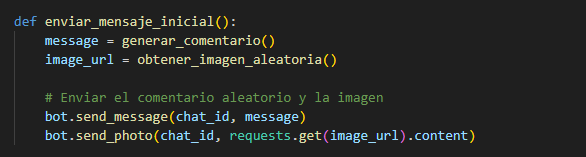 def enviar_mensaje_inicial():
    message = generar_comentario()
    image_url = obtener_imagen_aleatoria()

    # Enviar el comentario aleatorio y la imagen
    bot.send_message(chat_id, message)
    bot.send_photo(chat_id, requests.get(image_url).content)